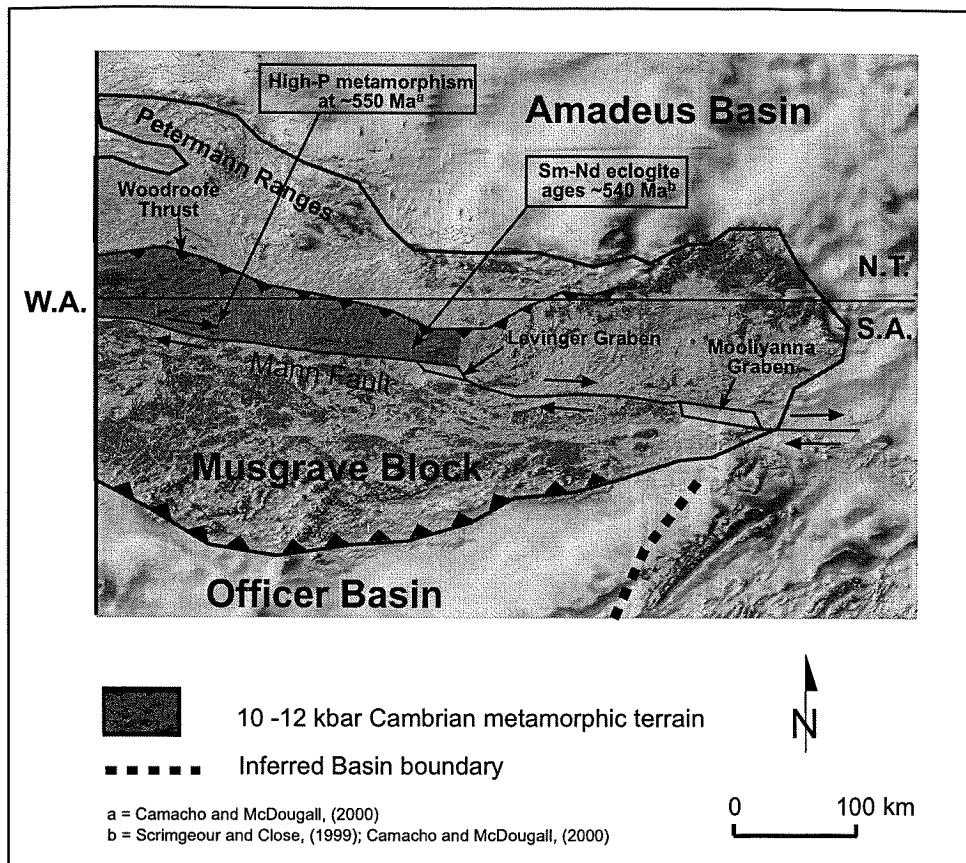 High-P metamorphism
at ~550 Maᵃ
Amadeus Basin
Petermann Ranges
Sm-Nd eclogite
ages ~540 Maᵇ
Woodroofe
Thrust
N.T.
W.A.
S.A.
Levinger Graben
Mooliyanna
Graben
Mann Fault
Musgrave Block
Officer Basin
10 -12 kbar Cambrian metamorphic terrain
N
Inferred Basin boundary
0 100 km
a = Camacho and McDougall, (2000)
b = Scrimgeour and Close, (1999); Camacho and McDougall, (2000)